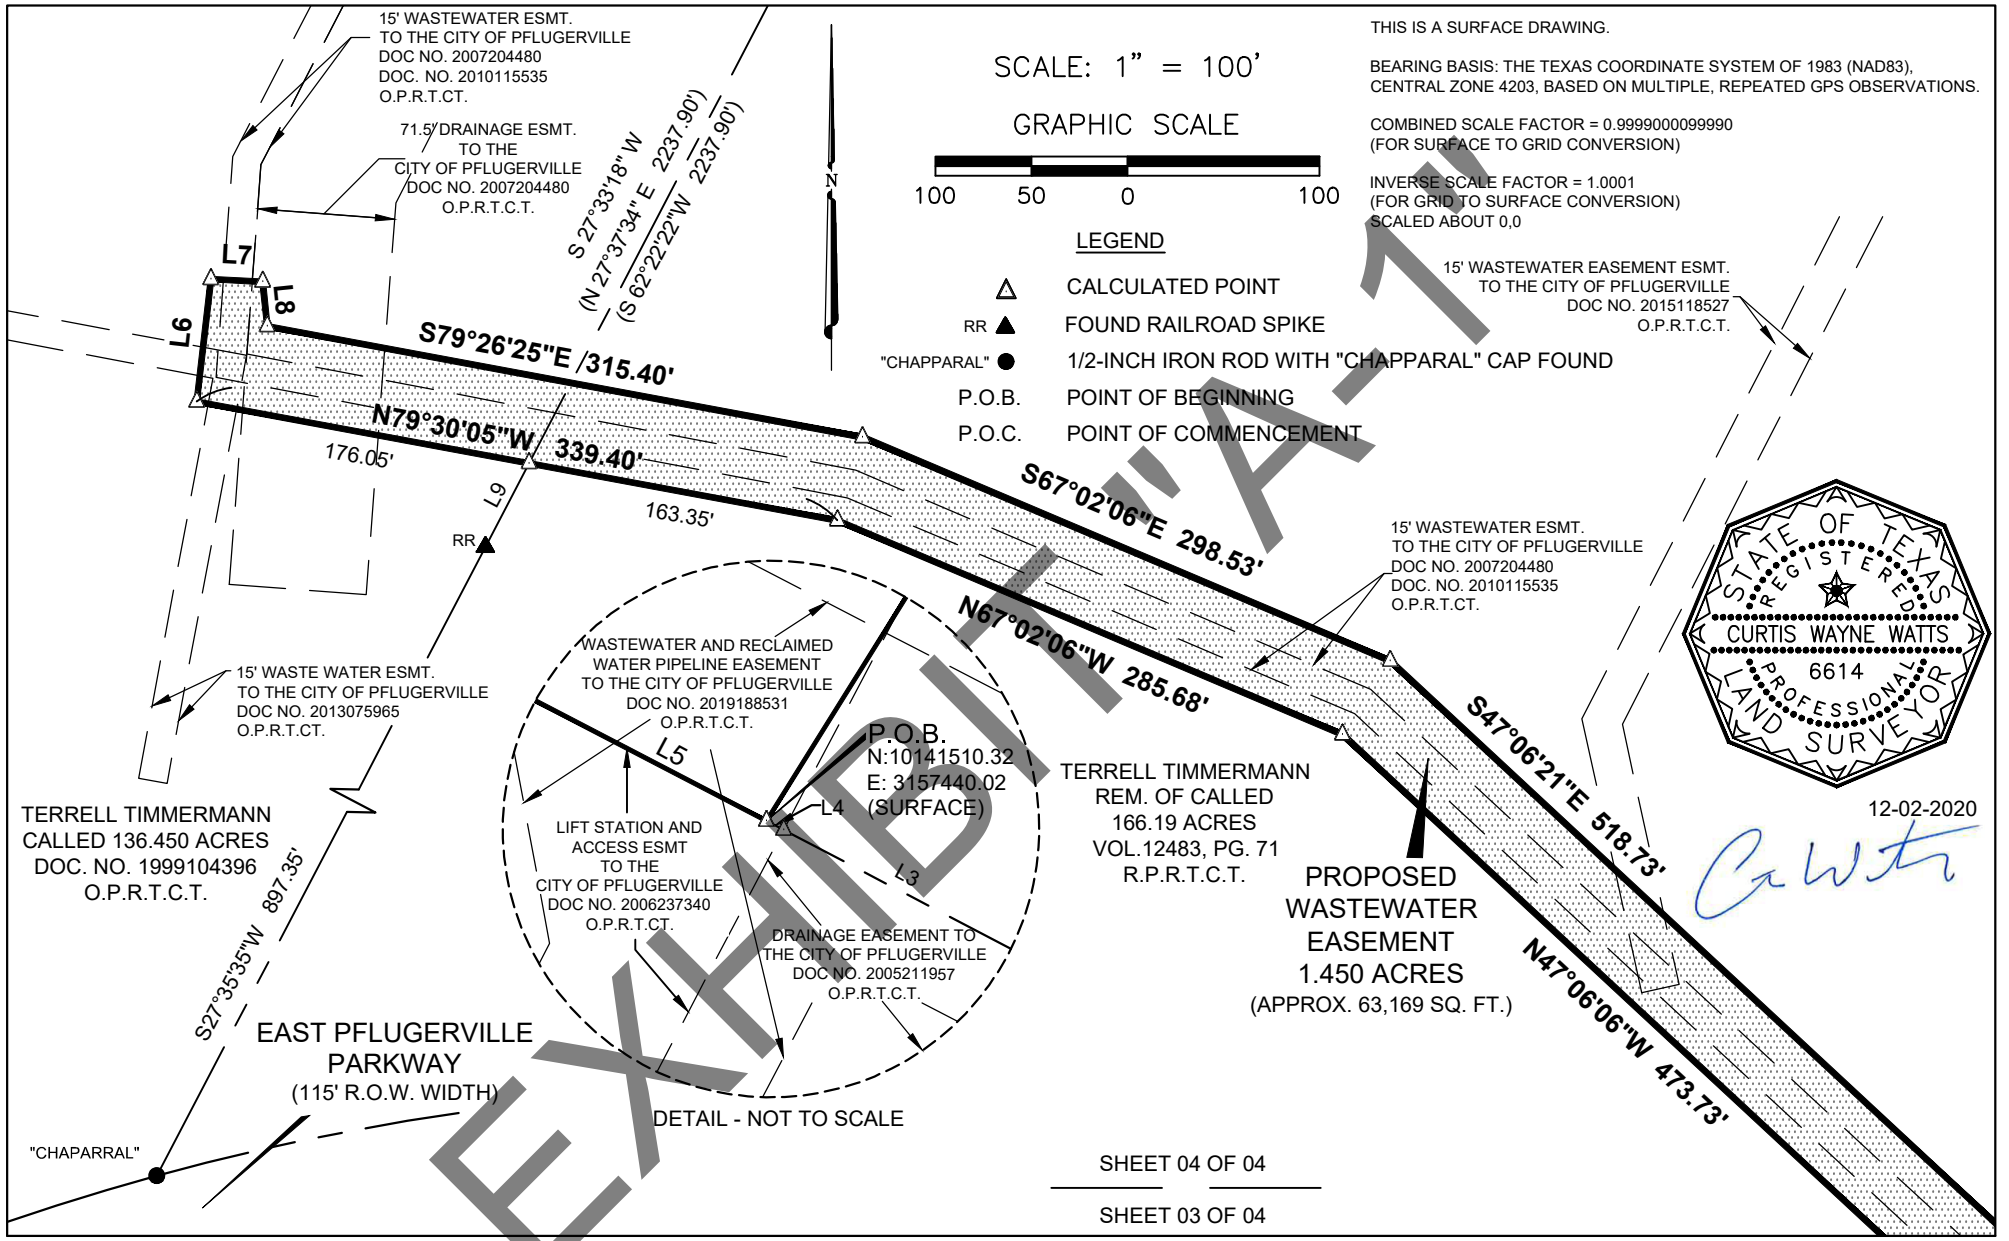 15' WASTEWATER ESMT.
TO THE CITY OF PFLUGERVILLE
DOC NO. 2007204480
DOC. NO. 2010115535
O.P.R.T.CT.
71.5' DRAINAGE ESMT.
TO THE
CITY OF PFLUGERVILLE
DOC NO. 2007204480
O.P.R.T.C.T.
S 27°33'18" W
(N 27°37'34" E 2237.90')
(S 62°22'22"W 2237.90')
N
SCALE: 1" = 100'
GRAPHIC SCALE
100 50 0 100
THIS IS A SURFACE DRAWING.
BEARING BASIS: THE TEXAS COORDINATE SYSTEM OF 1983 (NAD83),
CENTRAL ZONE 4203, BASED ON MULTIPLE, REPEATED GPS OBSERVATIONS.
COMBINED SCALE FACTOR = 0.9999000099990
(FOR SURFACE TO GRID CONVERSION)
INVERSE SCALE FACTOR = 1.0001
(FOR GRID TO SURFACE CONVERSION)
SCALED ABOUT 0,0
LEGEND
CALCULATED POINT
RR FOUND RAILROAD SPIKE
"CHAPPARAL" 1/2-INCH IRON ROD WITH "CHAPPARAL" CAP FOUND
P.O.B. POINT OF BEGINNING
P.O.C. POINT OF COMMENCEMENT
15' WASTEWATER EASEMENT ESMT.
TO THE CITY OF PFLUGERVILLE
DOC NO. 2015118527
O.P.R.T.C.T.
L7
L8
L6
S79°26'25"E 315.40'
N79°30'05"W 339.40'
176.05'
163.35'
L9
RR
S67°02'06"E 298.53'
N67°02'06"W 285.68'
15' WASTEWATER ESMT.
TO THE CITY OF PFLUGERVILLE
DOC NO. 2007204480
DOC. NO. 2010115535
O.P.R.T.CT.
STATE OF TEXAS
REGISTERED
CURTIS WAYNE WATTS
6614
PROFESSIONAL
LAND SURVEYOR
12-02-2020
S47°06'21"E 518.73'
N47°06'06"W 473.73'
15' WASTE WATER ESMT.
TO THE CITY OF PFLUGERVILLE
DOC NO. 2013075965
O.P.R.T.CT.
WASTEWATER AND RECLAIMED
WATER PIPELINE EASEMENT
TO THE CITY OF PFLUGERVILLE
DOC NO. 2019188531
O.P.R.T.C.T.
L5
P.O.B.
N:10141510.32
E: 3157440.02
(SURFACE)
L4
L3
LIFT STATION AND
ACCESS ESMT
TO THE
CITY OF PFLUGERVILLE
DOC NO. 2006237340
O.P.R.T.CT.
DRAINAGE EASEMENT TO
THE CITY OF PFLUGERVILLE
DOC NO. 2005211957
O.P.R.T.C.T.
DETAIL - NOT TO SCALE
TERRELL TIMMERMANN
REM. OF CALLED
166.19 ACRES
VOL.12483, PG. 71
R.P.R.T.C.T.
PROPOSED
WASTEWATER
EASEMENT
1.450 ACRES
(APPROX. 63,169 SQ. FT.)
TERRELL TIMMERMANN
CALLED 136.450 ACRES
DOC. NO. 1999104396
O.P.R.T.C.T.
S27°35'35"W 897.35'
EAST PFLUGERVILLE
PARKWAY
(115' R.O.W. WIDTH)
"CHAPARRAL"
SHEET 04 OF 04
SHEET 03 OF 04
EXHIBIT "A-1"